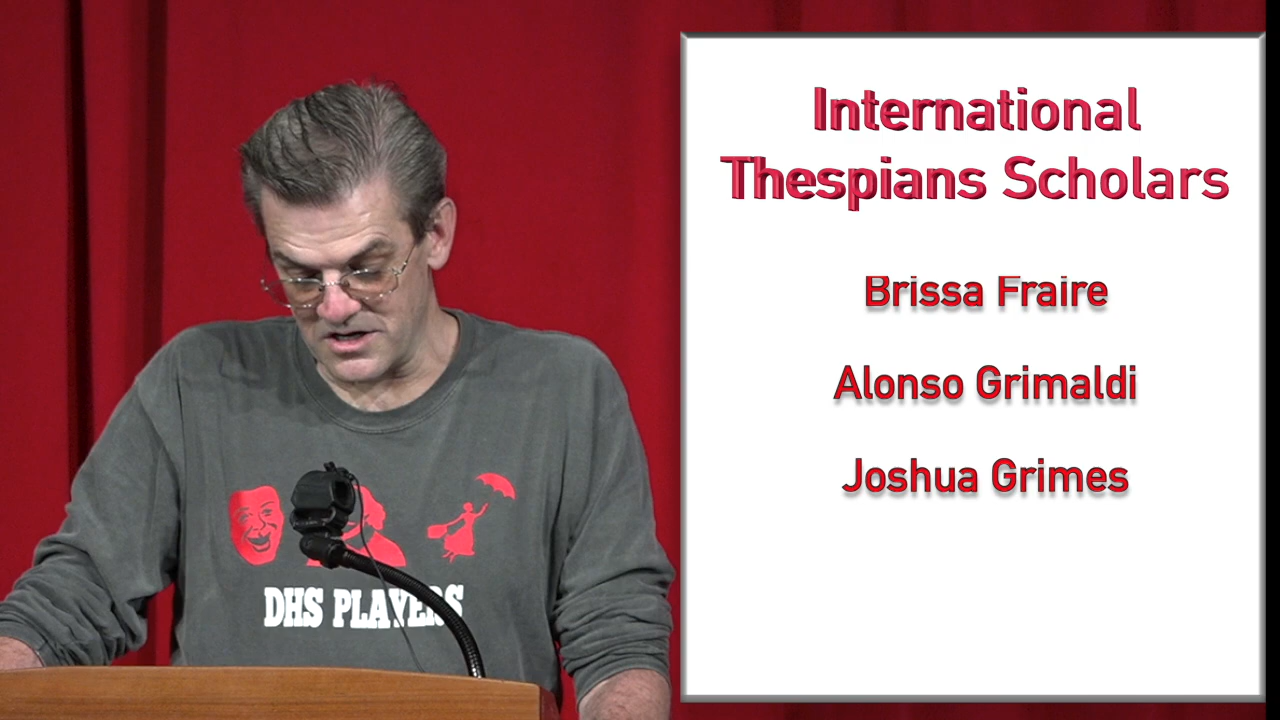 International
Thespians Scholars
Brissa Fraire
Alonso Grimaldi
Joshua Grimes
DHS PLAYERS